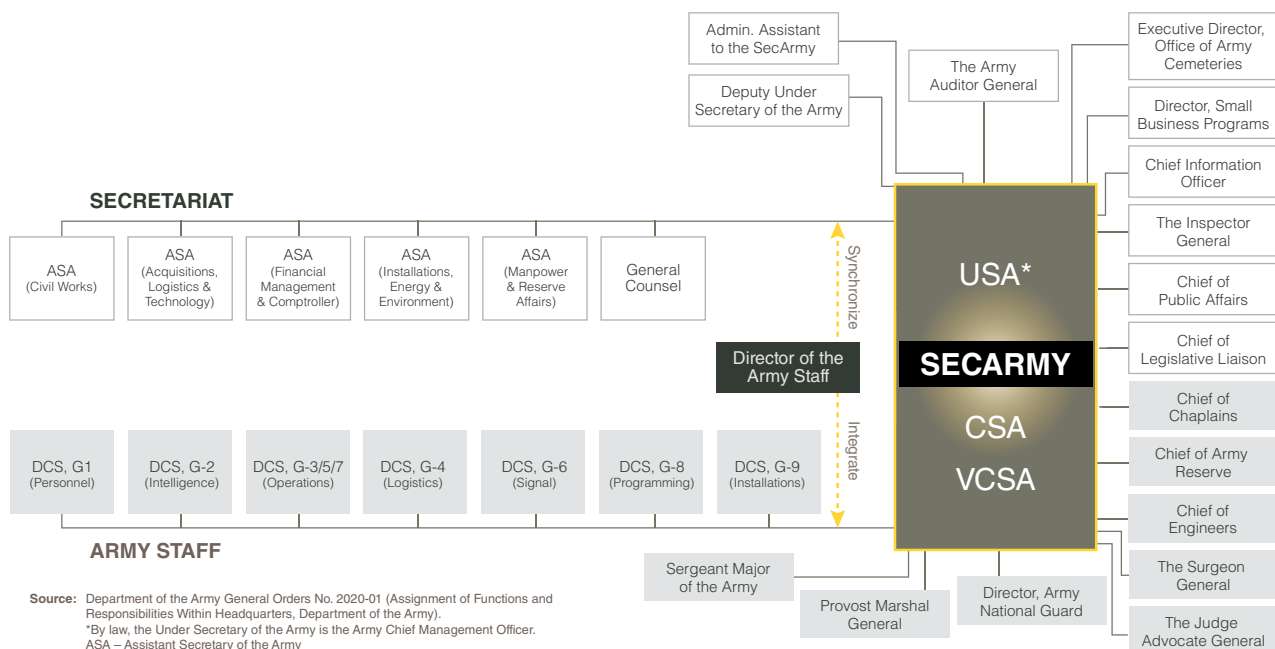 Admin. Assistant
to the SecArmy
Deputy Under
Secretary of the Army
The Army
Auditor General
Executive Director,
Office of Army
Cemeteries
Director, Small
Business Programs
Chief Information
Officer
The Inspector
General
Chief of
Public Affairs
Chief of
Legislative Liaison
Chief of
Chaplains
Chief of Army
Reserve
Chief of
Engineers
The Surgeon
General
The Judge
Advocate General
SECRETARIAT
ASA
(Civil Works)
ASA
(Acquisitions,
Logistics &
Technology)
ASA
(Financial
Management
& Comptroller)
ASA
(Installations,
Energy &
Environment)
ASA
(Manpower
& Reserve
Affairs)
General
Counsel
Synchronize
Director of the
Army Staff
Integrate
USA*
SECARMY
CSA
VCSA
DCS, G1
(Personnel)
DCS, G-2
(Intelligence)
DCS, G-3/5/7
(Operations)
DCS, G-4
(Logistics)
DCS, G-6
(Signal)
DCS, G-8
(Programming)
DCS, G-9
(Installations)
ARMY STAFF
Sergeant Major
of the Army
Provost Marshal
General
Director, Army
National Guard
Source: Department of the Army General Orders No. 2020-01 (Assignment of Functions and
Responsibilities Within Headquarters, Department of the Army).
*By law, the Under Secretary of the Army is the Army Chief Management Officer.
ASA – Assistant Secretary of the Army